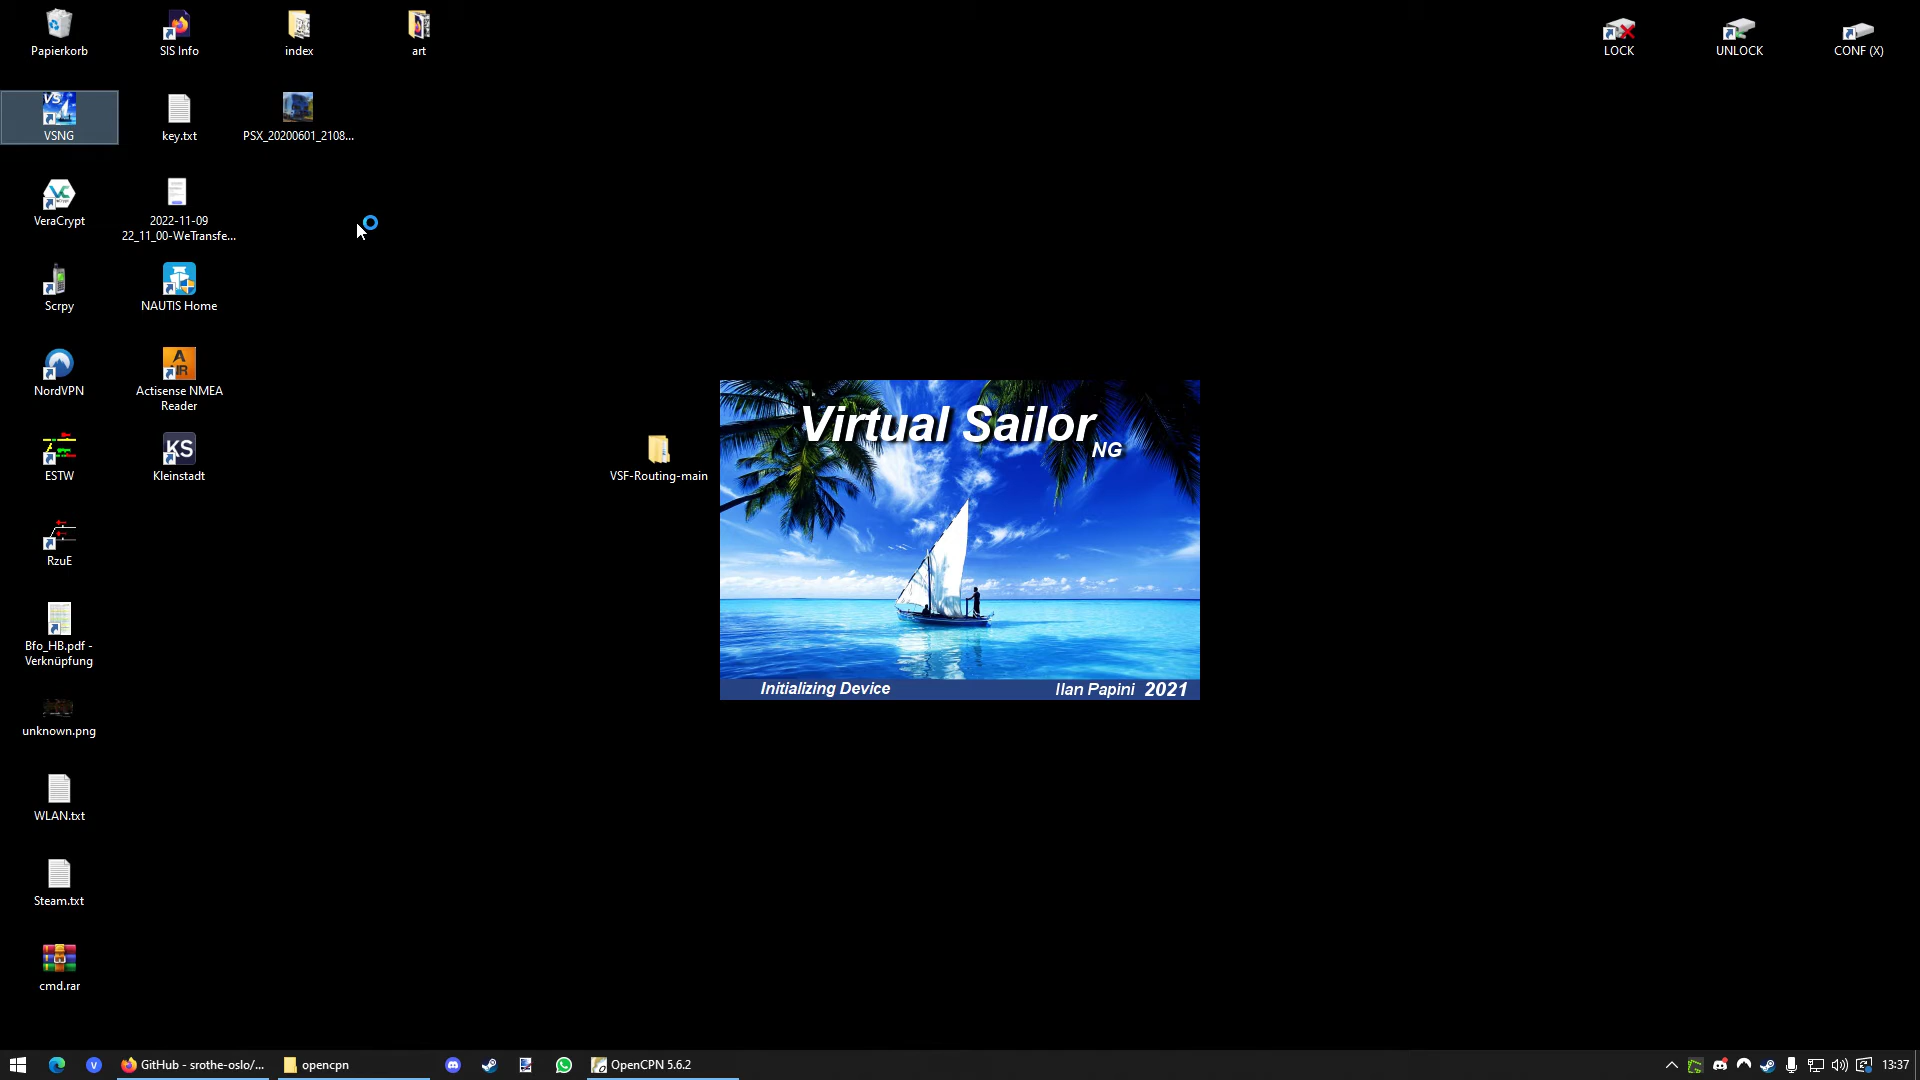 Papierkorb
SIS Info
index
art
LOCK
UNLOCK
CONF (X)
VS
VSNG
key.txt
PSX_20200601_2108...
VC
VeraCrypt
2022-11-09
22_11_00-WeTransfe...
Scrpy
NAUTIS Home
NordVPN
A
AIR
Actisense NMEA
Reader
ESTW
KS
Kleinstadt
VSF-Routing-main
Virtual Sailor
NG
Initializing Device
Ilan Papini 2021
RzuE
Bfo_HB.pdf -
Verknüpfung
unknown.png
WLAN.txt
Steam.txt
cmd.rar
GitHub - srothe-oslo/...
opencpn
OpenCPN 5.6.2
13:37